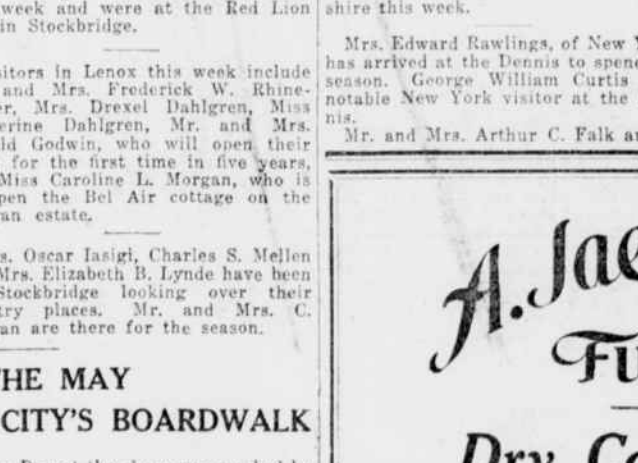 week and were at the Red Lion
in Stockbridge.
itors in Lenox this week include
and Mrs. Frederick W. Rhine-
er, Mrs. Drexel Dahlgren, Miss
erine Dahlgren, Mr. and Mrs.
ld Godwin, who will open their
for the first time in five years,
Miss Caroline L. Morgan, who is
pen the Bel Air cottage on the
an estate.
s. Oscar Iasigi, Charles S. Mellen
Mrs. Elizabeth B. Lynde have been
Stockbridge looking over their
try places. Mr. and Mrs. C.
an are there for the season.
HE MAY
CITY'S BOARDWALK
shire this week.
Mrs. Edward Rawlings, of New Y
has arrived at the Dennis to spend
season. George William Curtis
notable New York visitor at the
nis.
Mr. and Mrs. Arthur C. Falk an
A. Jae
Fu
Dry C